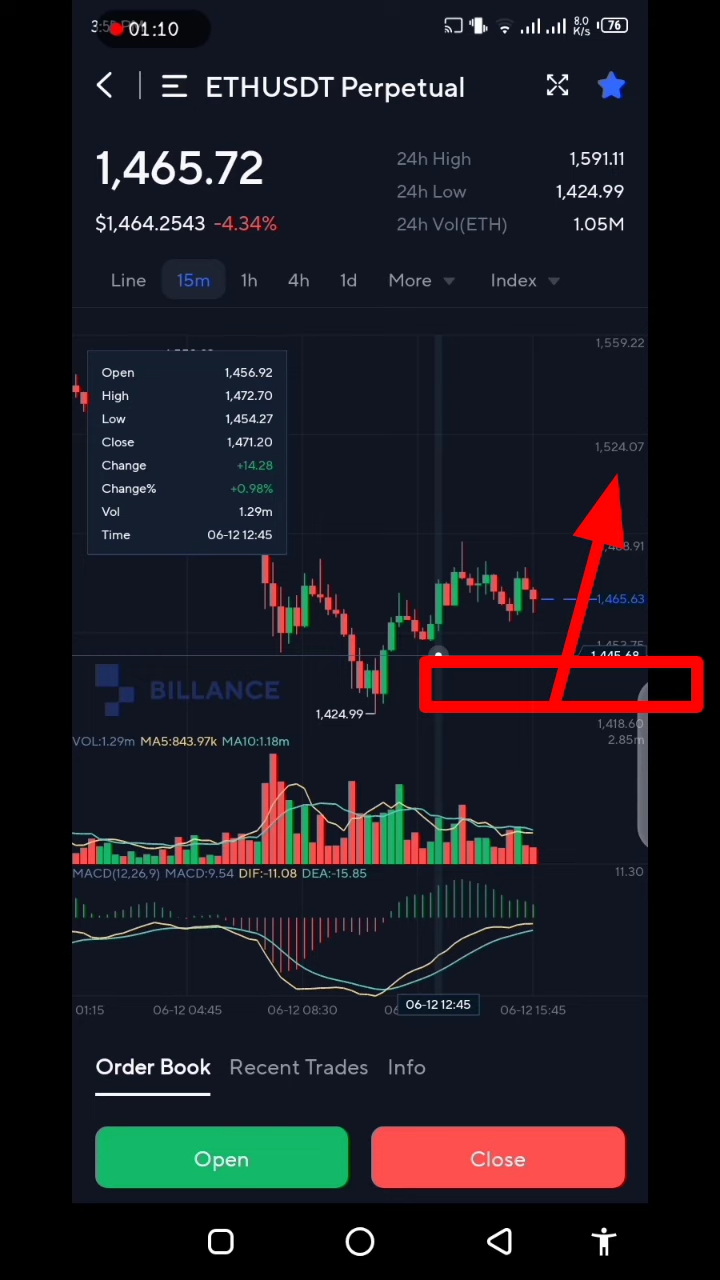 01:10
8.0
K/s
76
ETHUSDT Perpetual
1,465.72
24h High 1,591.11
24h Low 1,424.99
$1,464.2543 -4.34%
24h Vol(ETH) 1.05M
Line 15m 1h 4h 1d More Index
1,559.22
Open 1,456.92
High 1,472.70
Low 1,454.27
Close 1,471.20
Change +14.28
Change% +0.98%
Vol 1.29m
Time 06-12 12:45
1,524.07
1,465.63
BILLANCE
1,424.99
1,418.60
VOL:1.29m MA5:843.97k MA10:1.18m
2.85m
MACD(12,26,9) MACD:9.54 DIF:-11.08 DEA:-15.85
11.30
01:15 06-12 04:45 06-12 08:30 06-12 12:45 06-12 15:45
Order Book Recent Trades Info
Open Close